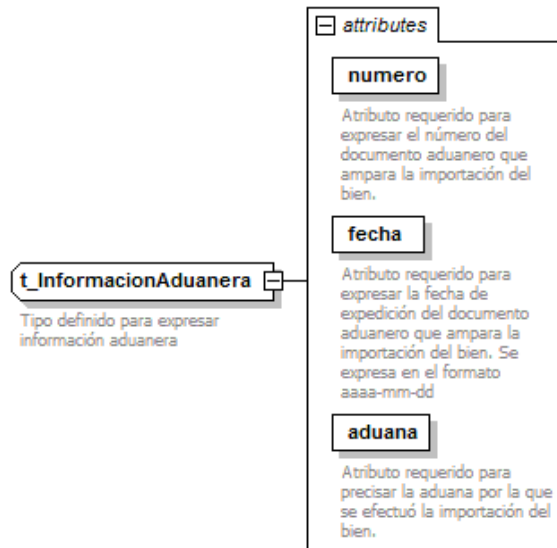 attributes
numero
Atributo requerido para
expresar el número del
documento aduanero que
ampara la importación del
bien.
fecha
Atributo requerido para
expresar la fecha de
expedición del documento
aduanero que ampara la
importación del bien. Se
expresa en el formato
aaaa-mm-dd
t_InformacionAduanera
Tipo definido para expresar
información aduanera
aduana
Atributo requerido para
precisar la aduana por la que
se efectuó la importación del
bien.